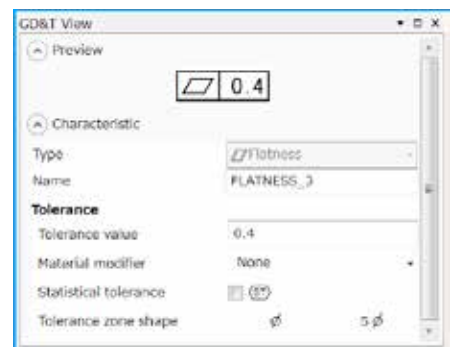 GD&T View
Preview
0.4
Characteristic
Type Flatness
Name FLATNESS_3
Tolerance
Tolerance value 0.4
Material modifier None
Statistical tolerance ST
Tolerance zone shape ⌀ S⌀